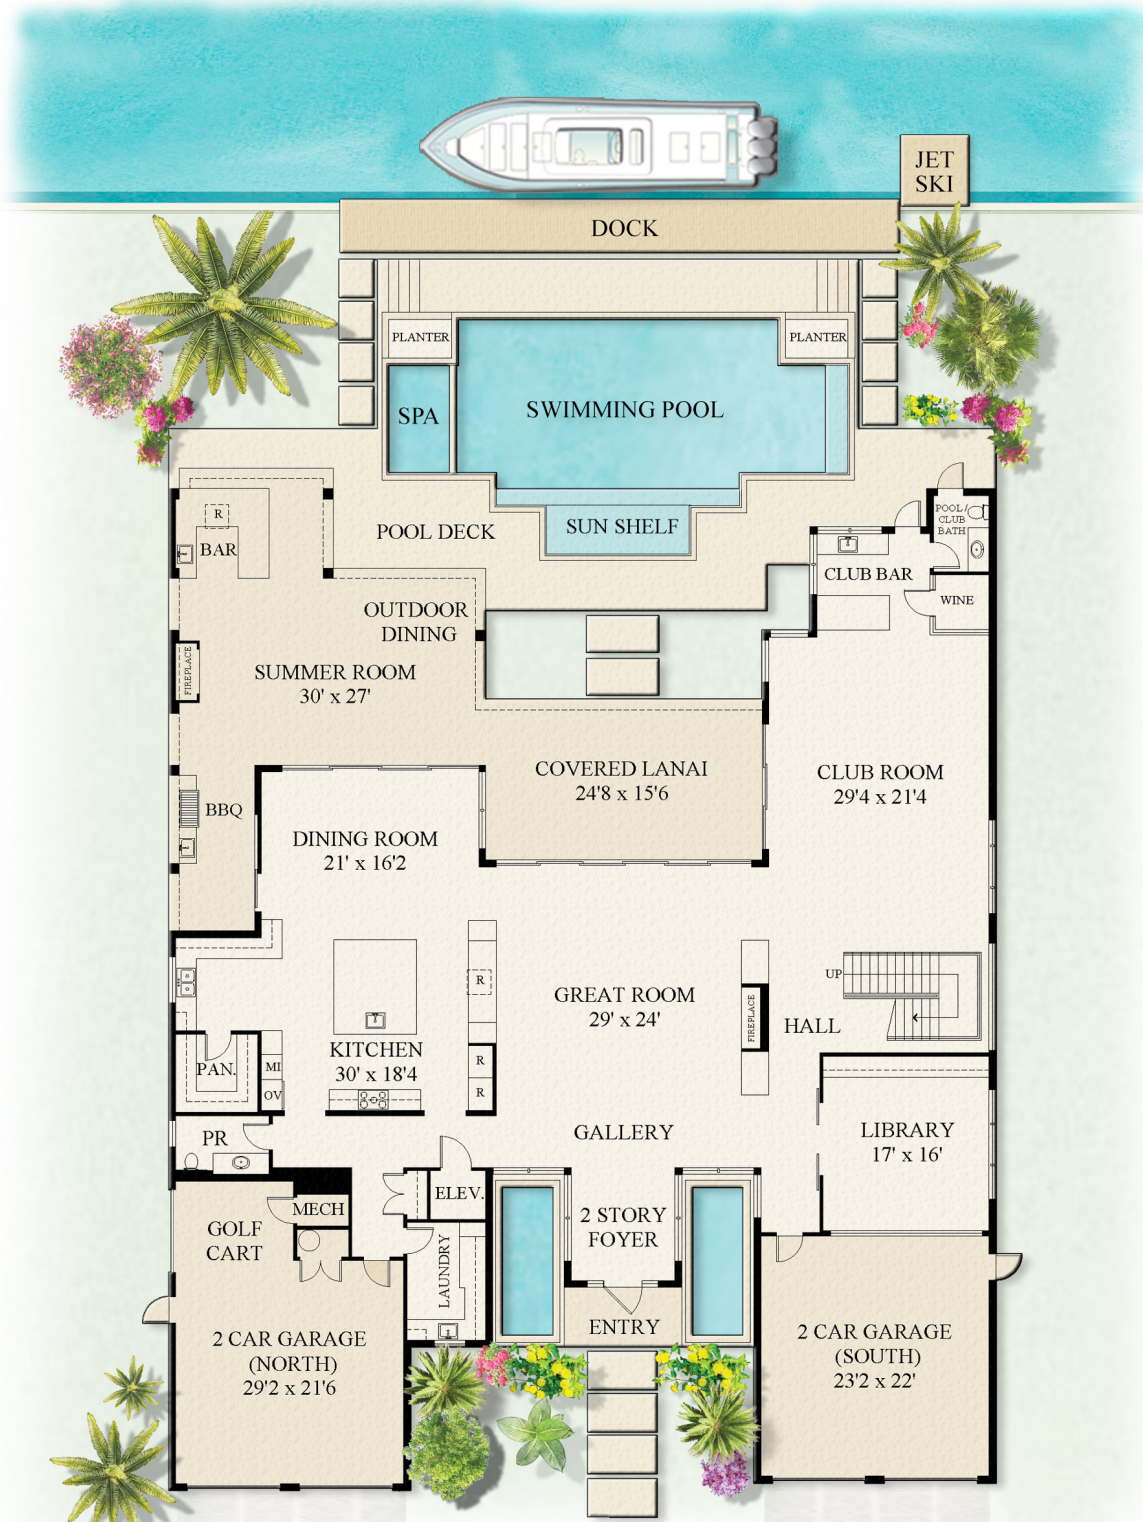 JET
SKI
DOCK
PLANTER
PLANTER
SPA
SWIMMING POOL
R
BAR
POOL DECK
SUN SHELF
POOL/
CLUB
BATH
CLUB BAR
WINE
OUTDOOR
DINING
FIREPLACE
SUMMER ROOM
30' x 27'
COVERED LANAI
24'8 x 15'6
CLUB ROOM
29'4 x 21'4
BBQ
DINING ROOM
21' x 16'2
UP
R
GREAT ROOM
29' x 24'
FIREPLACE
HALL
PAN.
MI
OV
KITCHEN
30' x 18'4
R
R
PR
GALLERY
LIBRARY
17' x 16'
ELEV.
MECH
GOLF
CART
2 STORY
FOYER
LAUNDRY
ENTRY
2 CAR GARAGE
(NORTH)
29'2 x 21'6
2 CAR GARAGE
(SOUTH)
23'2 x 22'